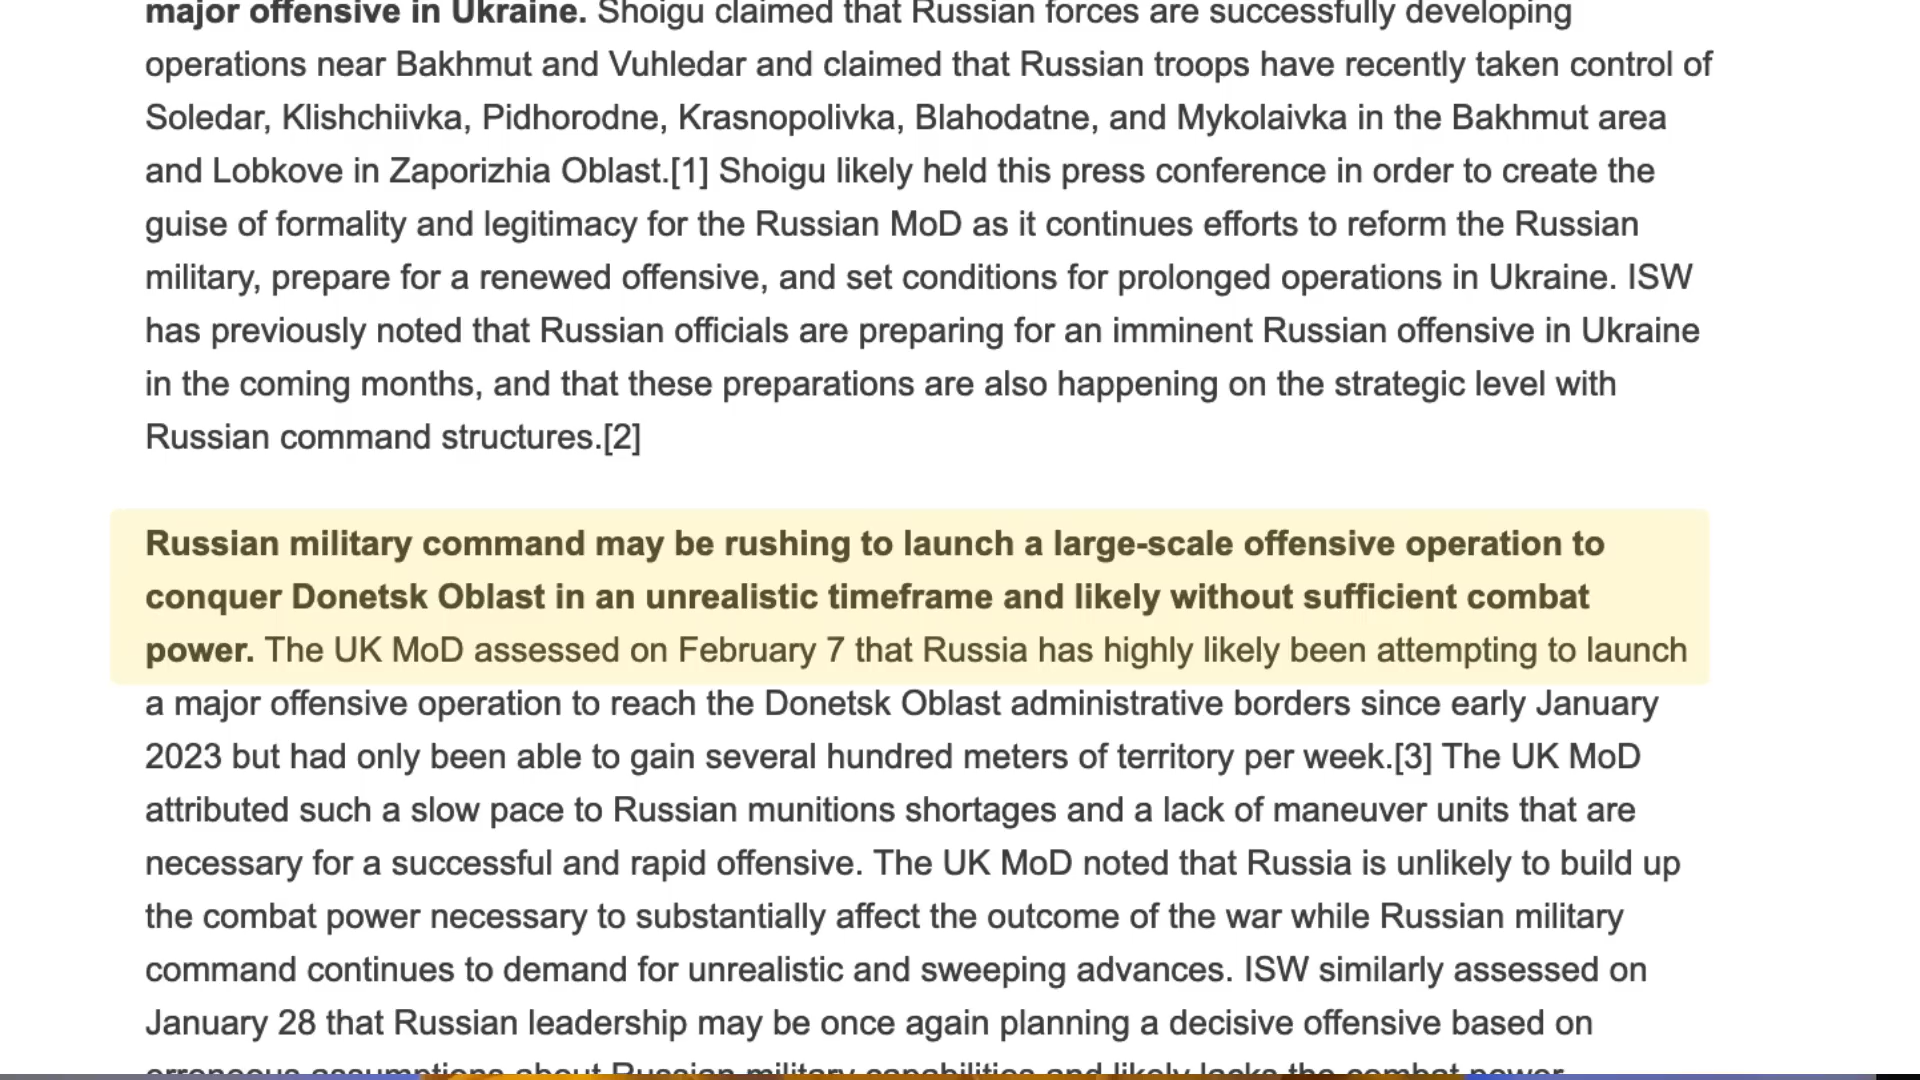 major offensive in Ukraine. Shoigu claimed that Russian forces are successfully developing
operations near Bakhmut and Vuhledar and claimed that Russian troops have recently taken control of
Soledar, Klishchiivka, Pidhorodne, Krasnopolivka, Blahodatne, and Mykolaivka in the Bakhmut area
and Lobkove in Zaporizhia Oblast.[1] Shoigu likely held this press conference in order to create the
guise of formality and legitimacy for the Russian MoD as it continues efforts to reform the Russian
military, prepare for a renewed offensive, and set conditions for prolonged operations in Ukraine. ISW
has previously noted that Russian officials are preparing for an imminent Russian offensive in Ukraine
in the coming months, and that these preparations are also happening on the strategic level with
Russian command structures.[2]
Russian military command may be rushing to launch a large-scale offensive operation to
conquer Donetsk Oblast in an unrealistic timeframe and likely without sufficient combat
power. The UK MoD assessed on February 7 that Russia has highly likely been attempting to launch
a major offensive operation to reach the Donetsk Oblast administrative borders since early January
2023 but had only been able to gain several hundred meters of territory per week.[3] The UK MoD
attributed such a slow pace to Russian munitions shortages and a lack of maneuver units that are
necessary for a successful and rapid offensive. The UK MoD noted that Russia is unlikely to build up
the combat power necessary to substantially affect the outcome of the war while Russian military
command continues to demand for unrealistic and sweeping advances. ISW similarly assessed on
January 28 that Russian leadership may be once again planning a decisive offensive based on
erroneous assumptions about Russian military capabilities and likely lacks the combat power